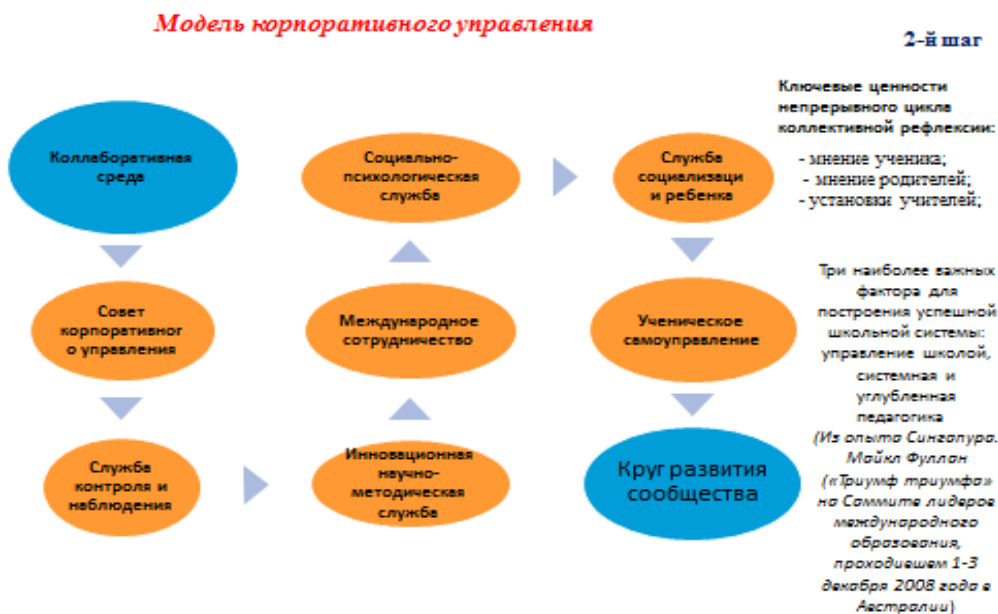 Модель корпоративного управления
2-й шаг
Коллаборативная
среда
Совет
корпоративног
о управления
Служба
контроля и
наблюдения
Инновационная
научно-
методическая
служба
Международное
сотрудничество
Социально-
психологическая
служба
Служба
социализаци
и ребенка
Ученическое
самоуправление
Круг развития
сообщества
Ключевые ценности
непрерывного цикла
коллективной рефлексии:
- мнение ученика;
- мнение родителей;
- установки учителей;
Три наиболее важных
фактора для
построения успешной
школьной системы:
управление школой,
системная и
углубленная
педагогика
(Из опыта Сингапура.
Майкл Фуллан
(«Триумф триумфа»
на Саммите лидеров
международного
образования,
проходившем 1-3
декабря 2008 года в
Австралии)